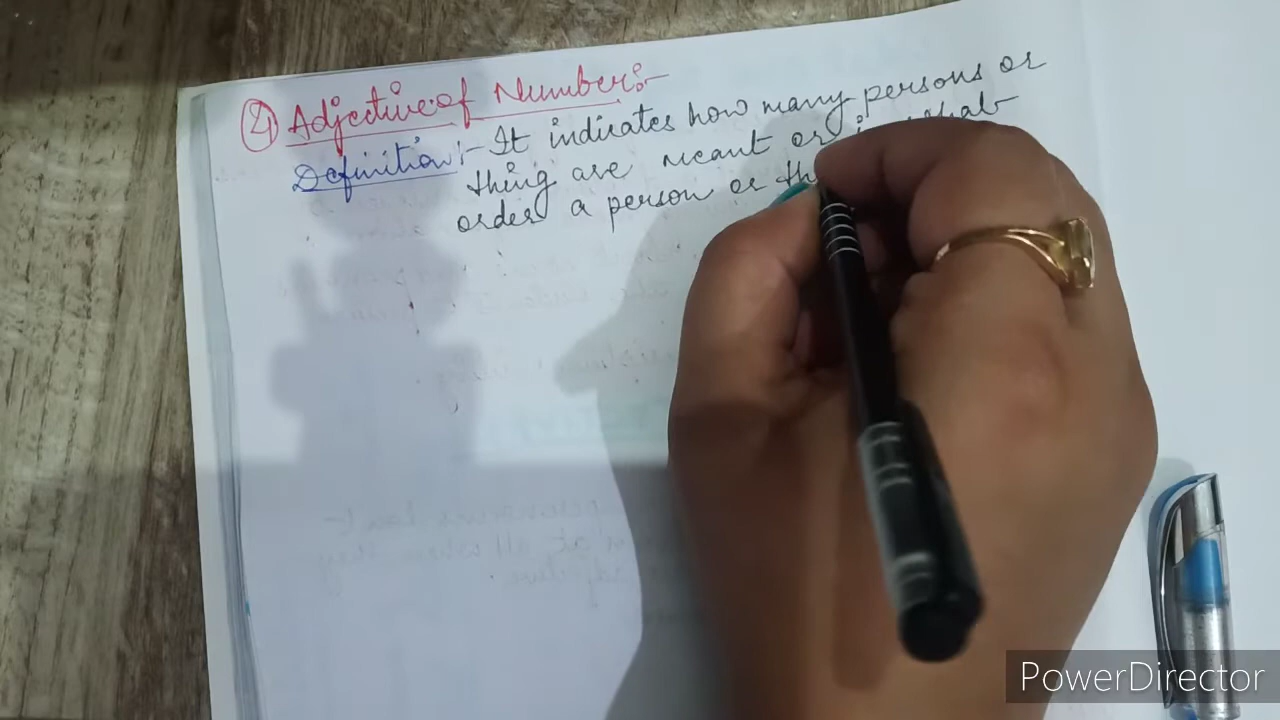 4 Adjective of Number:-
Definition:- It indicates how many persons or
thing are meant or in what
order a person or th
PowerDirector